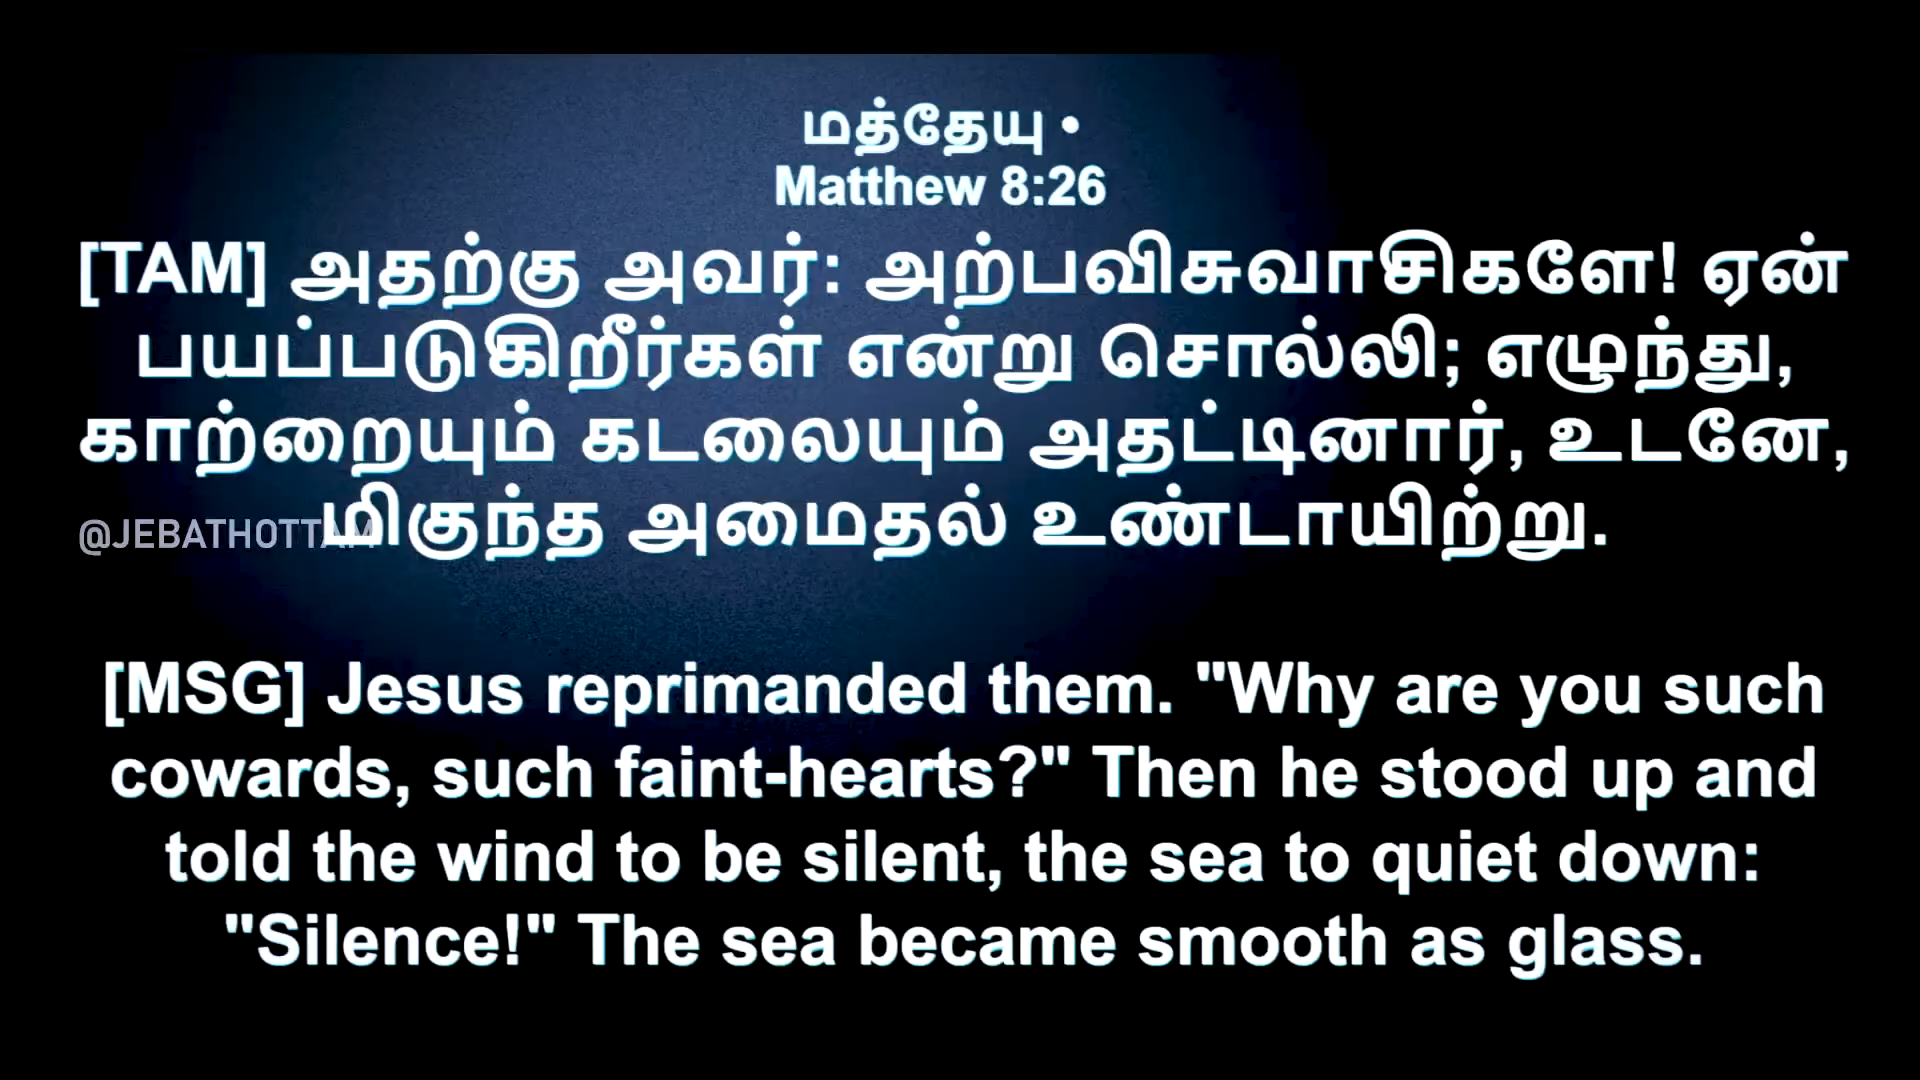 மத்தேயு •
Matthew 8:26
[TAM] அதற்கு அவர்: அற்பவிசுவாசிகளே! ஏன்
பயப்படுகிறீர்கள் என்று சொல்லி; எழுந்து,
காற்றையும் கடலையும் அதட்டினார், உடனே,
மிகுந்த அமைதல் உண்டாயிற்று.
@JEBATHOTTAM
[MSG] Jesus reprimanded them. "Why are you such
cowards, such faint-hearts?" Then he stood up and
told the wind to be silent, the sea to quiet down:
"Silence!" The sea became smooth as glass.